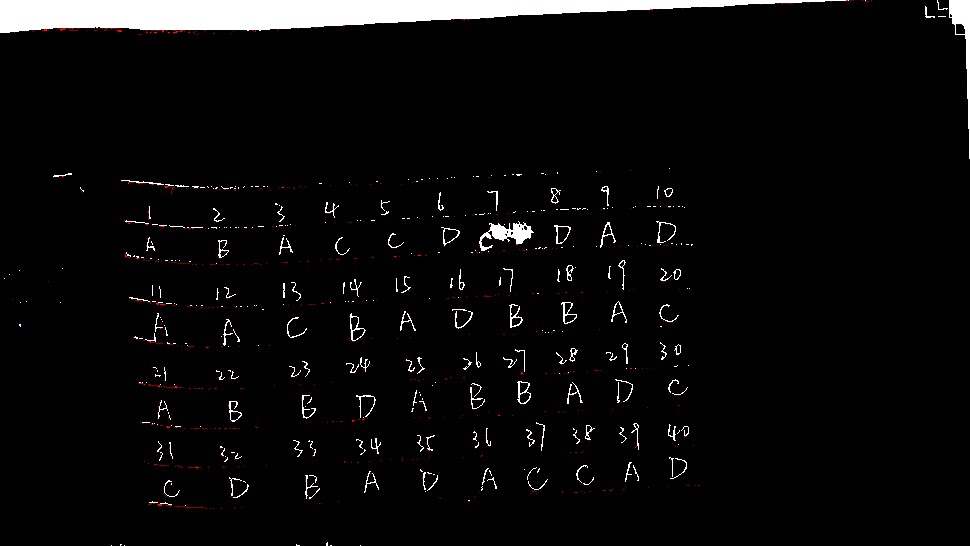 一、
1 2 3 4 5 6 7 8 9 10
A B A C C D C D A D
11 12 13 14 15 16 17 18 19 20
A A C B A D B B A C
21 22 23 24 25 26 27 28 29 30
A B B D A B B A D C
31 32 33 34 35 36 37 38 39 40
C D B A D A C C A D